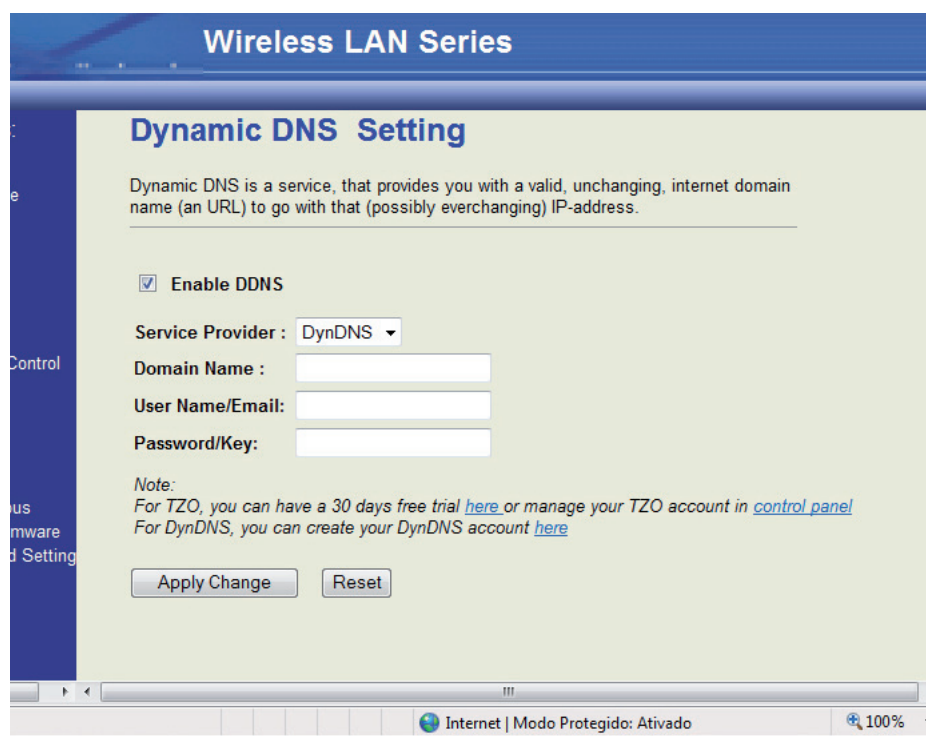 Wireless LAN Series
Dynamic DNS  Setting
Dynamic DNS is a service, that provides you with a valid, unchanging, internet domain
name (an URL) to go with that (possibly everchanging) IP-address.
Enable DDNS
Service Provider : DynDNS
Domain Name :
User Name/Email:
Password/Key:
Note:
For TZO, you can have a 30 days free trial here or manage your TZO account in control panel
For DynDNS, you can create your DynDNS account here
Apply Change Reset
Control
mware
Setting
Internet | Modo Protegido: Ativado
100%